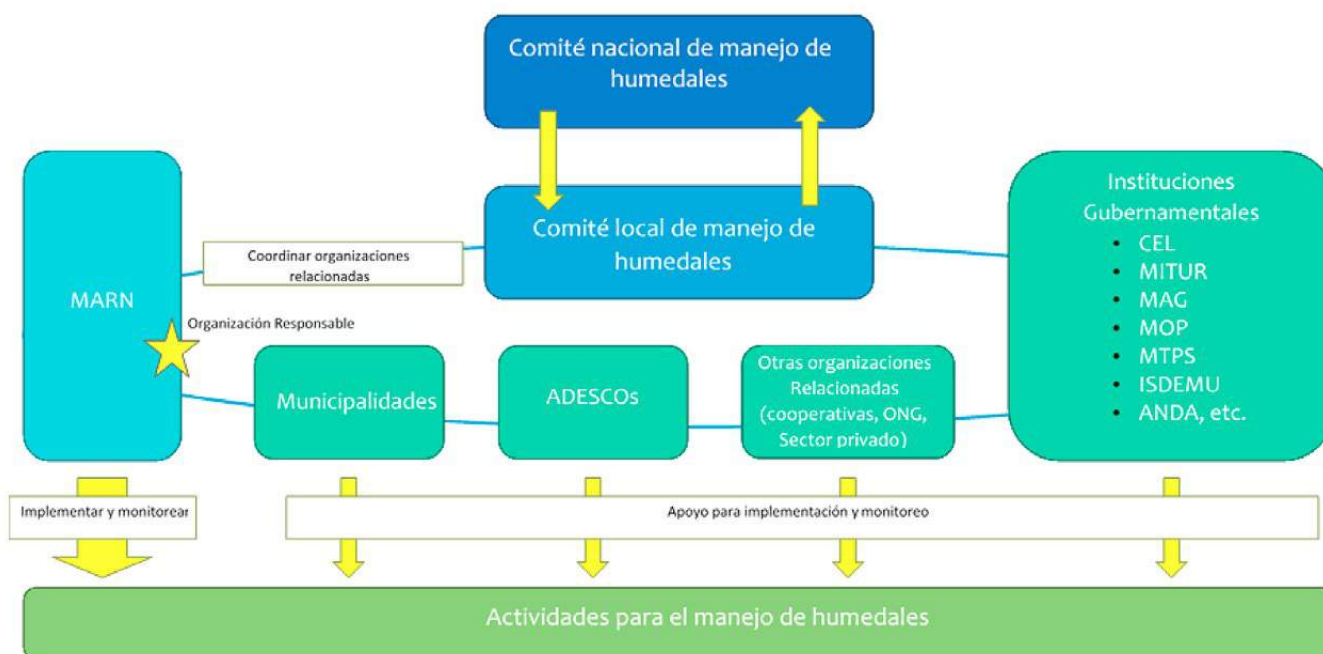 Comité nacional de manejo de
humedales
Comité local de manejo de
humedales
Coordinar organizaciones
relacionadas
MARN
Organización Responsable
Municipalidades
ADESCOs
Otras organizaciones
Relacionadas
(cooperativas, ONG,
Sector privado)
Instituciones
Gubernamentales
• CEL
• MITUR
• MAG
• MOP
• MTPS
• ISDEMU
• ANDA, etc.
Implementar y monitorear
Apoyo para implementación y monitoreo
Actividades para el manejo de humedales